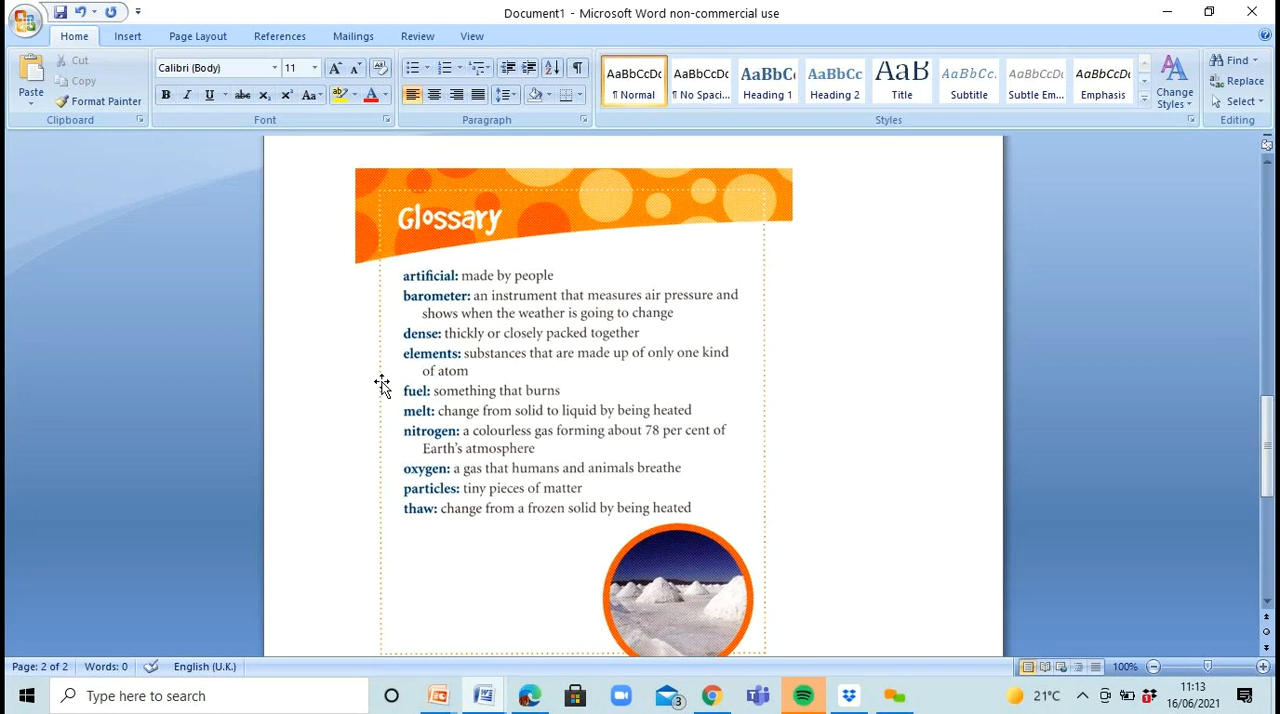 Document1 - Microsoft Word non-commercial use
Home Insert Page Layout References Mailings Review View
Paste
Cut
Copy
Format Painter
Clipboard
Calibri (Body) 11
Font
Paragraph
AaBbCcDc AaBbCcDc AaBbC AaBbCc AaB AaBbCc. AaBbCcDc AaBbCcDc
¶ Normal ¶ No Spaci... Heading 1 Heading 2 Title Subtitle Subtle Em... Emphasis
Change
Styles
Styles
Find
Replace
Select
Editing
Glossary
artificial: made by people
barometer: an instrument that measures air pressure and
shows when the weather is going to change
dense: thickly or closely packed together
elements: substances that are made up of only one kind
of atom
fuel: something that burns
melt: change from solid to liquid by being heated
nitrogen: a colourless gas forming about 78 per cent of
Earth's atmosphere
oxygen: a gas that humans and animals breathe
particles: tiny pieces of matter
thaw: change from a frozen solid by being heated
Page: 2 of 2 Words: 0 English (U.K.) 100%
Type here to search
3
21°C
11:13
16/06/2021